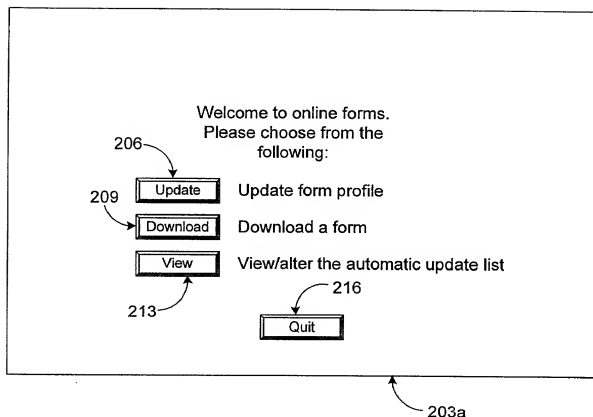 Welcome to online forms.
Please choose from the
following:
206
Update Update form profile
209
Download Download a form
View View/alter the automatic update list
213
216
Quit
203a